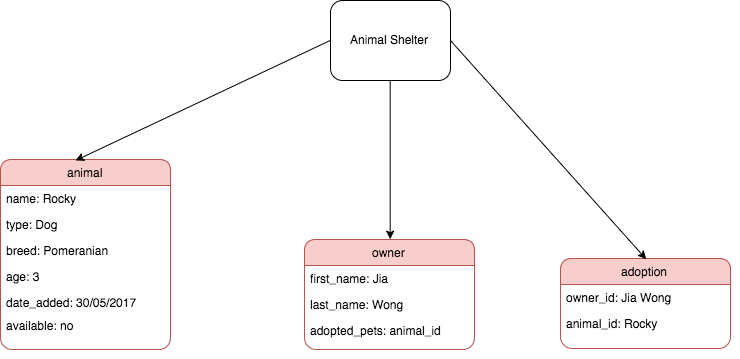 Animal Shelter
animal
name: Rocky
type: Dog
breed: Pomeranian
age: 3
date_added: 30/05/2017
available: no
owner
first_name: Jia
last_name: Wong
adopted_pets: animal_id
adoption
owner_id: Jia Wong
animal_id: Rocky